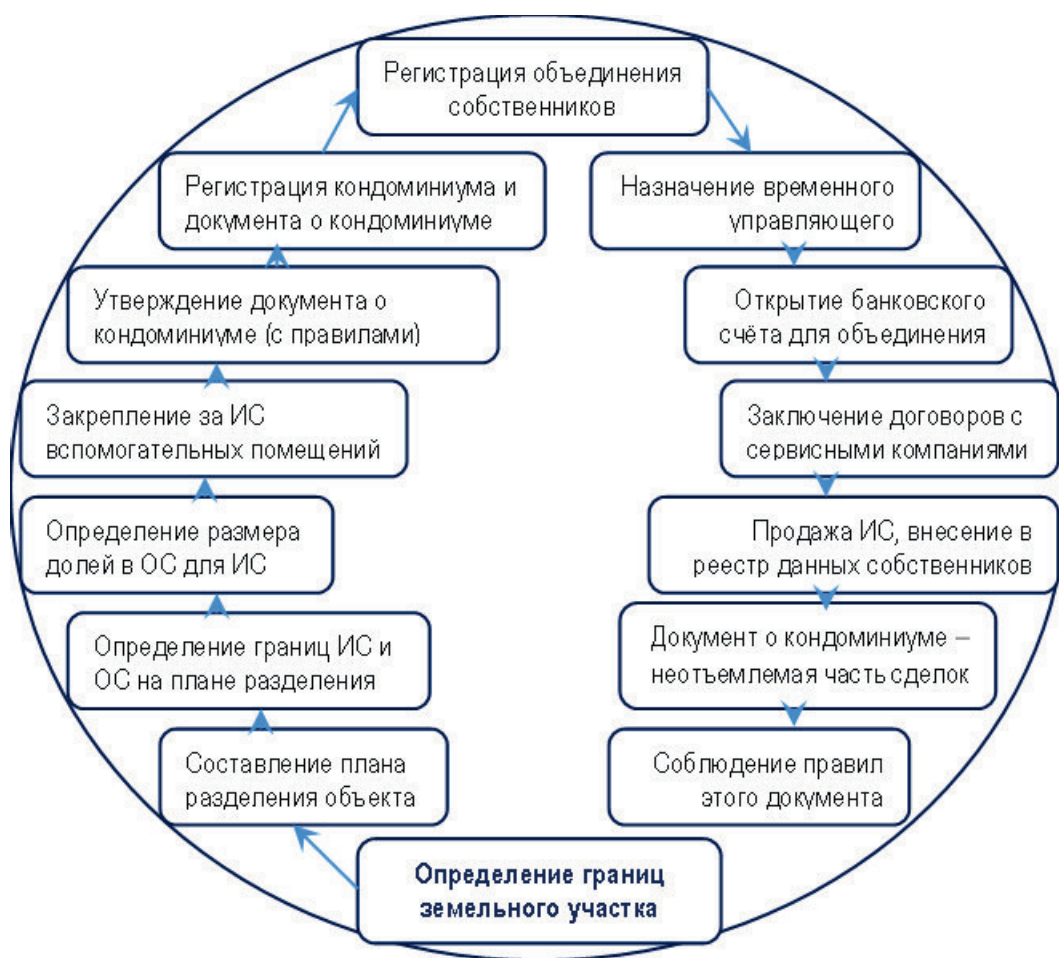 Регистрация объединения
собственников
Регистрация кондоминиума и
документа о кондоминиуме
Назначение временного
управляющего
Утверждение документа о
кондоминиуме (с правилами)
Открытие банковского
счёта для объединения
Закрепление за ИС
вспомогательных помещений
Заключение договоров с
сервисными компаниями
Определение размера
долей в ОС для ИС
Продажа ИС, внесение в
реестр данных собственников
Определение границ ИС и
ОС на плане разделения
Документ о кондоминиуме –
неотъемлемая часть сделок
Составление плана
разделения объекта
Соблюдение правил
этого документа
Определение границ
земельного участка